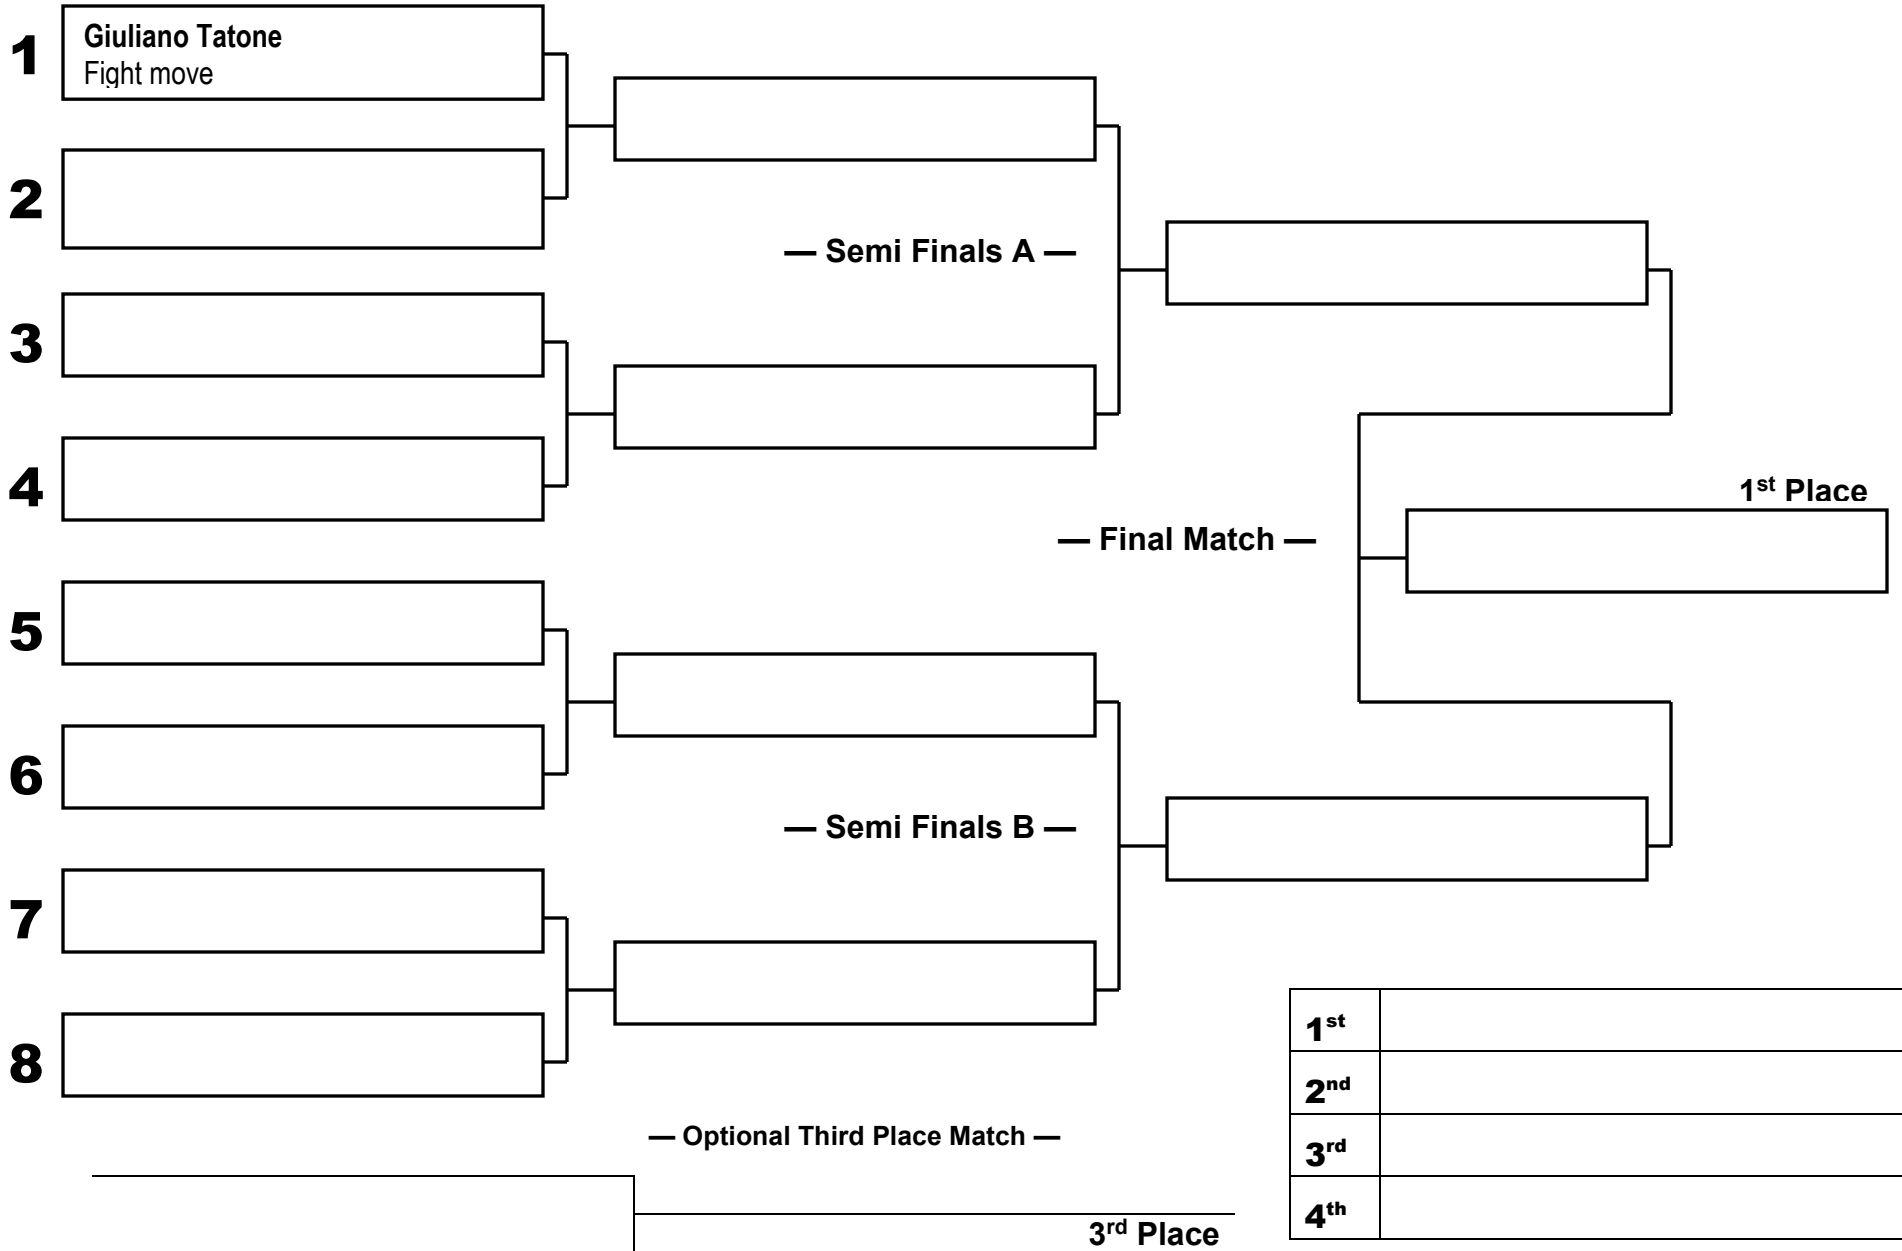 1
Giuliano Tatone
Fight move
2
— Semi Finals A —
3
4
1st Place
— Final Match —
5
6
— Semi Finals B —
7
8
— Optional Third Place Match —
3rd Place
1st
2nd
3rd
4th